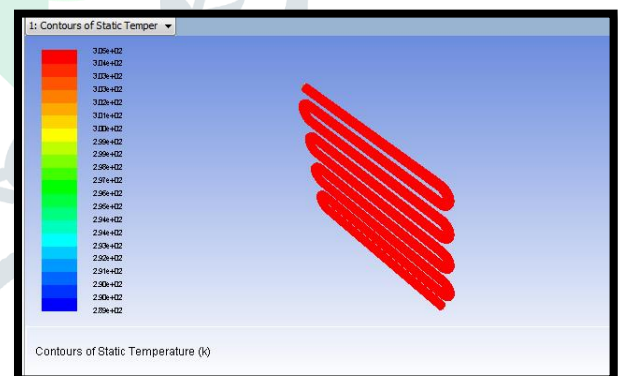 1: Contours of Static Temper
3.05e+02
3.04e+02
3.03e+02
3.03e+02
3.02e+02
3.01e+02
3.00e+02
2.99e+02
2.99e+02
2.98e+02
2.97e+02
2.96e+02
2.95e+02
2.94e+02
2.94e+02
2.93e+02
2.92e+02
2.91e+02
2.90e+02
2.90e+02
2.89e+02
Contours of Static Temperature (k)